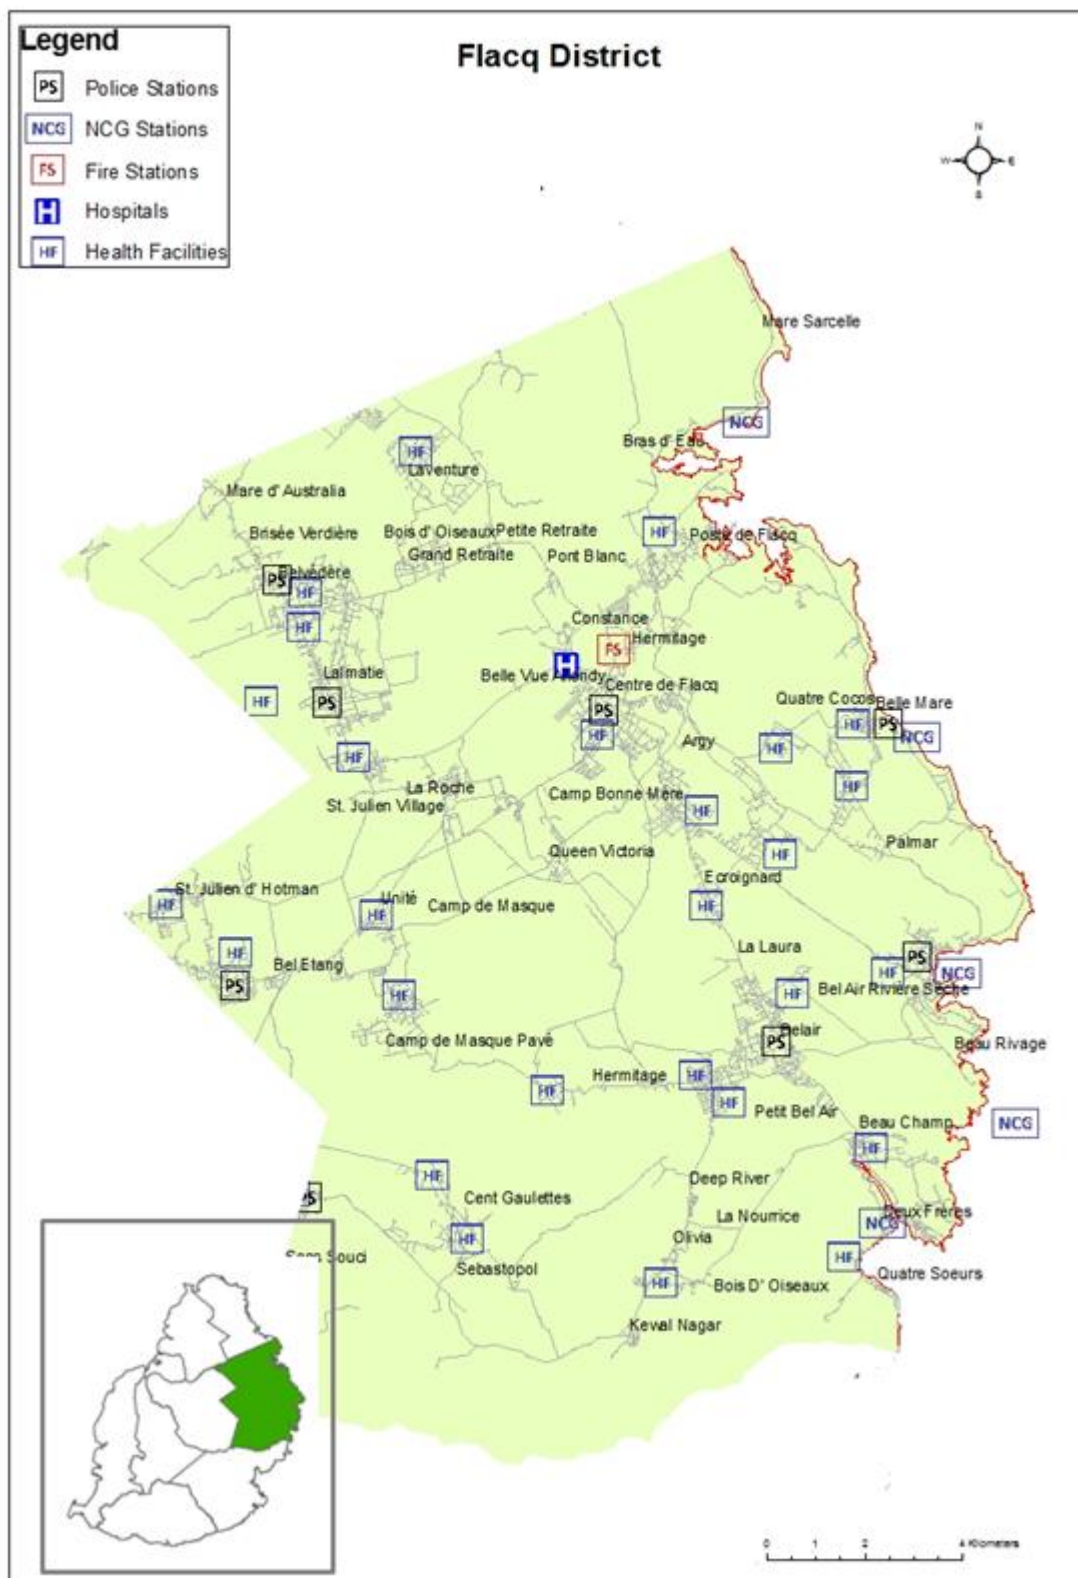 Legend
PS Police Stations
NCG NCG Stations
FS Fire Stations
H Hospitals
HF Health Facilities
Flacq District
N
W E
S
Mare Sarcelle
NCG
Bras d' Eau
HF
Laventure
Mare d' Australia
Brisée Verdière
Bois d' Oiseaux
Petite Retraite
HF
Poste de Flacq
Grand Retraite
Pont Blanc
PS
Belvédère
HF
HF
Constance
FS
Hermitage
H
Lalmatie
Belle Vue
Centre de Flacq
HF
PS
PS
HF
Quatre Cocos
Belle Mare
HF
PS
NCG
Argy
HF
HF
La Roche
St. Julien Village
Camp Bonne Mère
HF
HF
Queen Victoria
HF
Palmar
Ecroignard
St. Julien d' Hotman
HF
Unité
HF
Camp de Masque
HF
HF
La Laura
PS
Bel Etang
PS
HF
NCG
HF
HF
Bel Air Rivière Sèche
Camp de Masque Pavé
Belair
PS
Beau Rivage
Hermitage
HF
HF
HF
Petit Bel Air
Beau Champ
NCG
HF
HF
Cent Gaulettes
Deep River
La Nourrice
Deux Frères
NCG
HF
Olivia
Sebastopol
HF
Quatre Soeurs
HF
Bois D' Oiseaux
Kewal Nagar
0 1 2 4 Kilometers